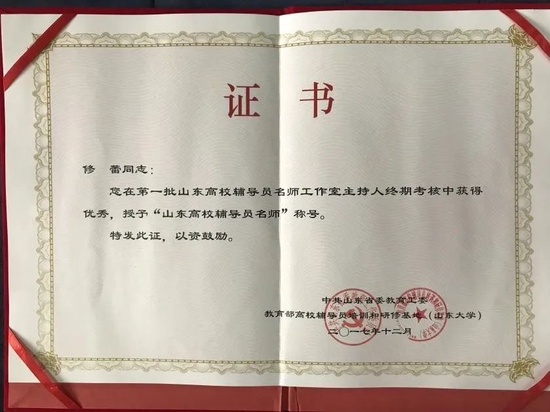 证 书
修 蕾同志：
您在第一批山东高校辅导员名师工作室主持人终期考核中获得
优秀，授予“山东高校辅导员名师”称号。
特发此证，以资鼓励。
中共山东省委教育工委
教育部高校辅导员培训和研修基地（山东大学）
二〇一七年十二月